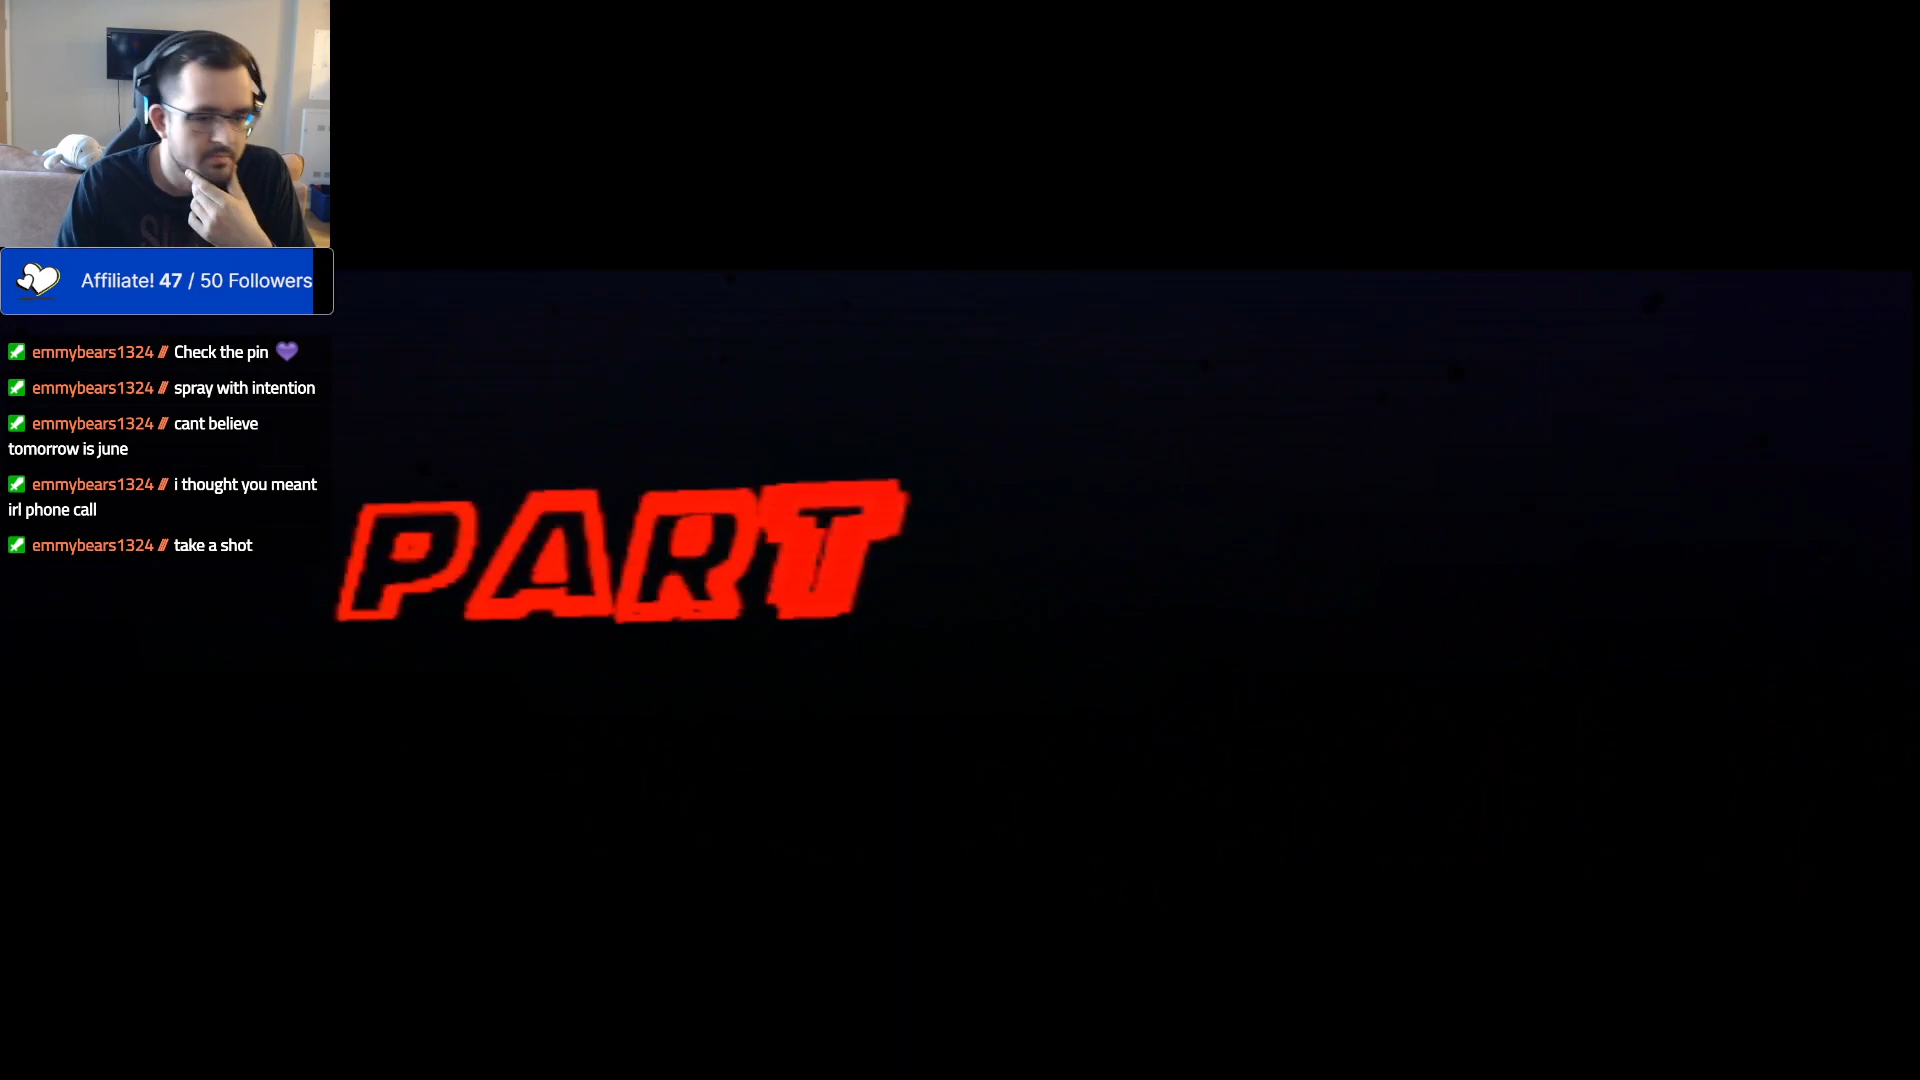 Affiliate! 47 / 50 Followers
emmybears1324 // Check the pin 💜
emmybears1324 // spray with intention
emmybears1324 // cant believe
tomorrow is june
emmybears1324 // i thought you meant
irl phone call
emmybears1324 // take a shot
PART